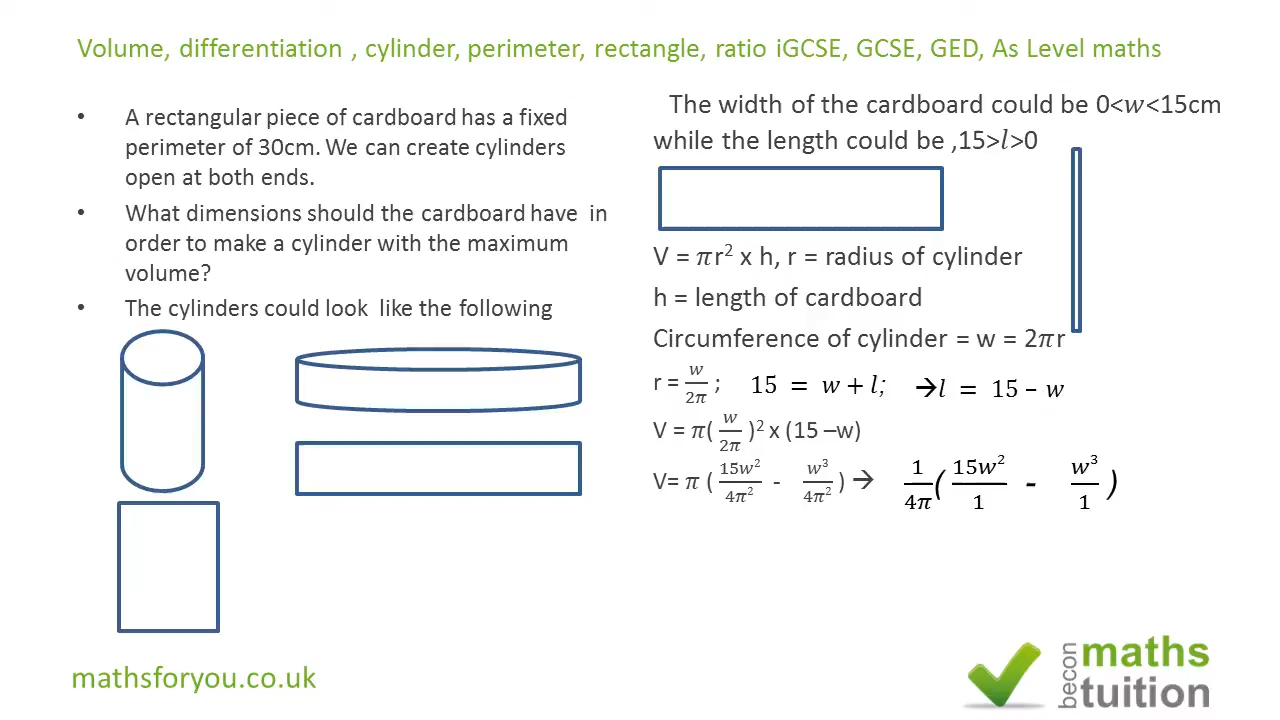 Volume, differentiation , cylinder, perimeter, rectangle, ratio iGCSE, GCSE, GED, As Level maths
• A rectangular piece of cardboard has a fixed
perimeter of 30cm. We can create cylinders
open at both ends.
• What dimensions should the cardboard have in
order to make a cylinder with the maximum
volume?
• The cylinders could look like the following
The width of the cardboard could be 0<𝑤<15cm
while the length could be ,15>𝑙>0
V = 𝜋r² x h, r = radius of cylinder
h = length of cardboard
Circumference of cylinder = w = 2𝜋r
r = 𝑤/2𝜋 ; 15 = 𝑤 + 𝑙; →𝑙 = 15 – 𝑤
V = 𝜋( 𝑤/2𝜋 )² x (15 –w)
V= 𝜋 ( 15𝑤²/4𝜋² - 𝑤³/4𝜋² ) → 1/4𝜋 ( 15𝑤²/1 - 𝑤³/1 )
mathsforyou.co.uk
becon
maths
tuition